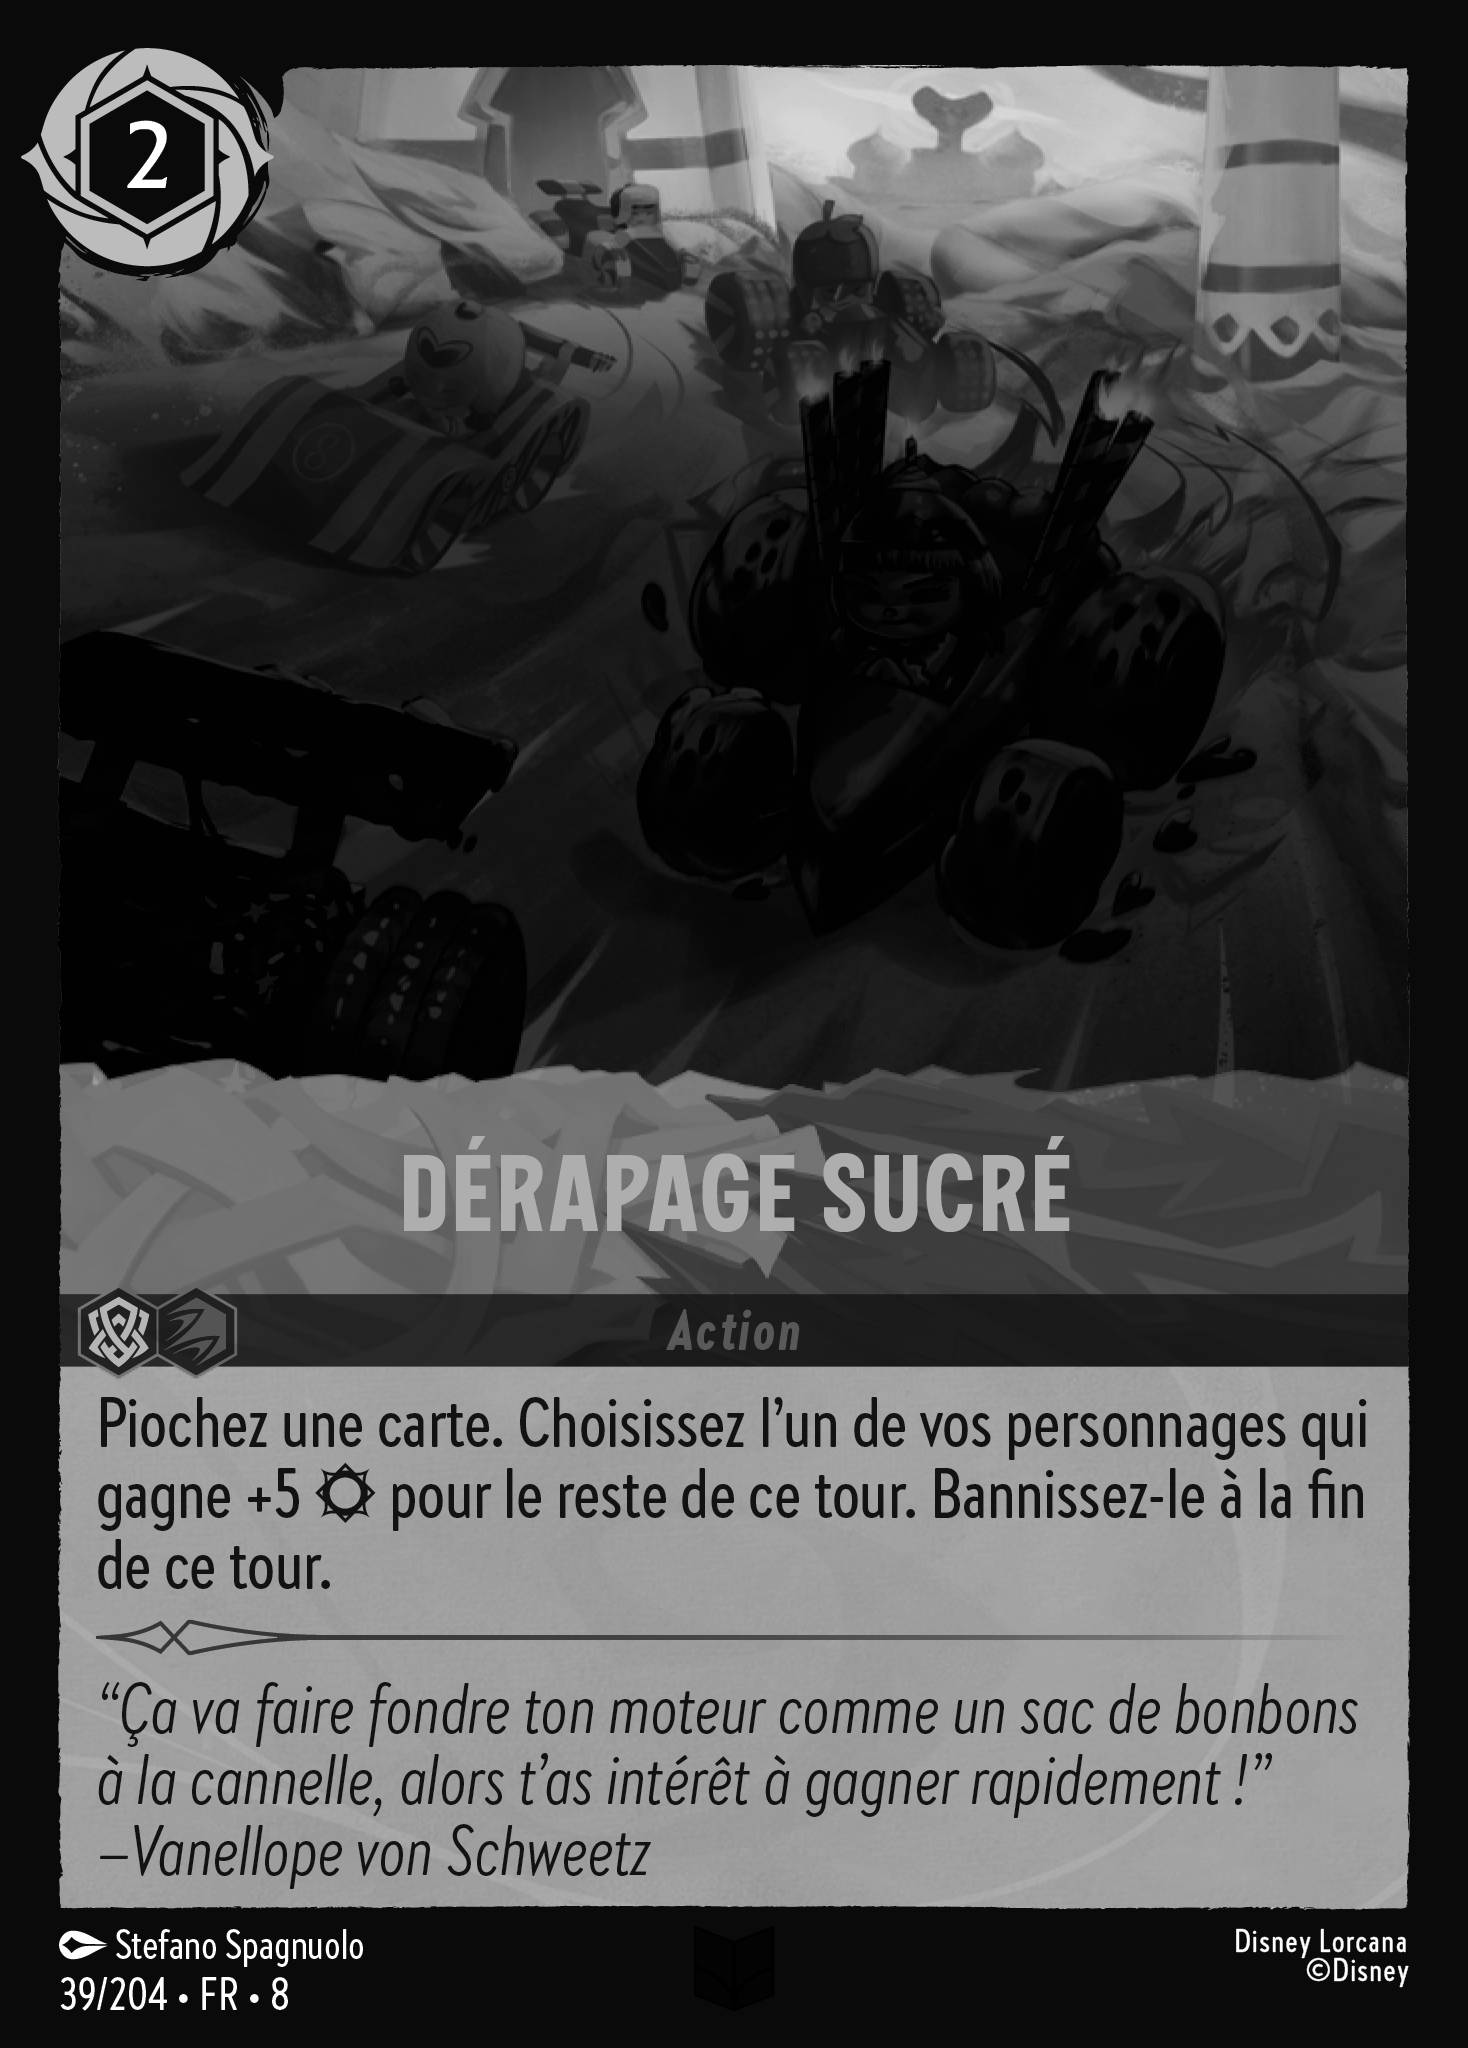 2
DÉRAPAGE SUCRÉ
Action
Piochez une carte. Choisissez l’un de vos personnages qui
gagne +5 pour le reste de ce tour. Bannissez-le à la fin
de ce tour.
“Ça va faire fondre ton moteur comme un sac de bonbons
à la cannelle, alors t’as intérêt à gagner rapidement !”
–Vanellope von Schweetz
Stefano Spagnuolo
39/204 • FR • 8
Disney Lorcana
©Disney